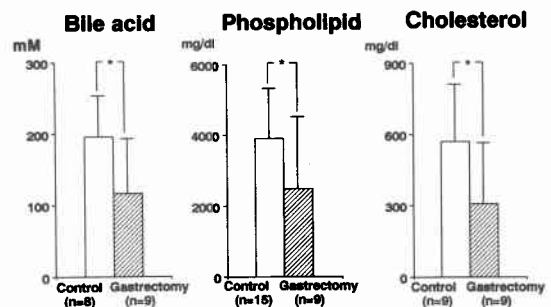 Bile acid
mM
300
*
200
100
0
Control Gastrectomy
(n=8) (n=9)
Phospholipid
mg/dl
6000
*
4000
2000
0
Control Gastrectomy
(n=15) (n=9)
Cholesterol
mg/dl
900
*
600
300
0
Control Gastrectomy
(n=9) (n=9)